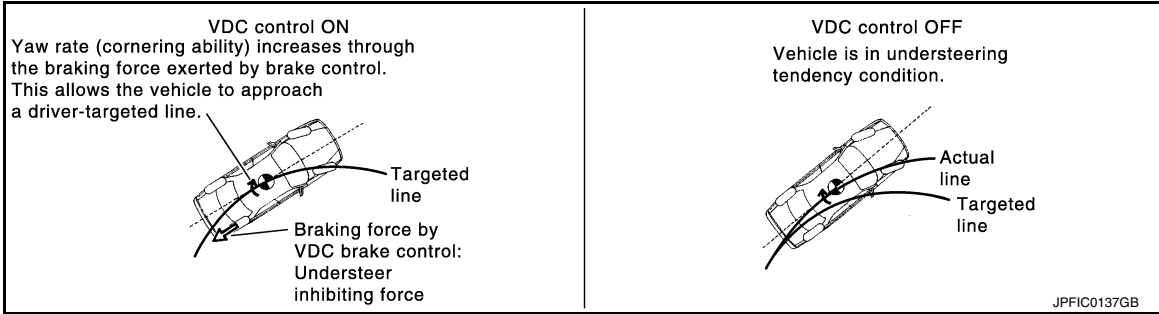 VDC control ON
Yaw rate (cornering ability) increases through
the braking force exerted by brake control.
This allows the vehicle to approach
a driver-targeted line.
Targeted
line
Braking force by
VDC brake control:
Understeer
inhibiting force
VDC control OFF
Vehicle is in understeering
tendency condition.
Actual
line
Targeted
line
JPFIC0137GB